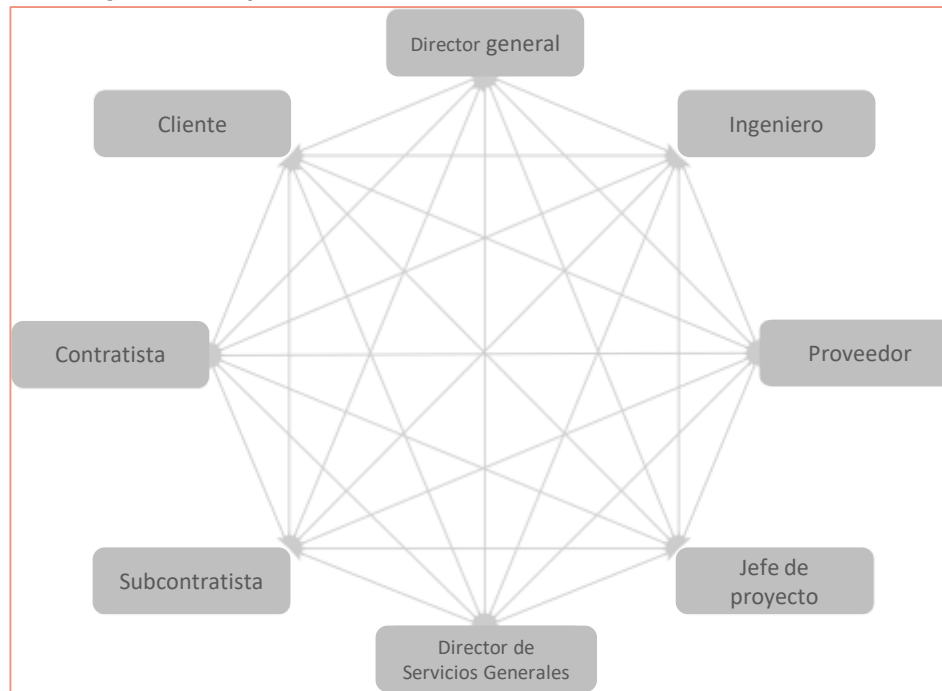 Director general
Cliente
Ingeniero
Contratista
Proveedor
Subcontratista
Jefe de
proyecto
Director de
Servicios Generales